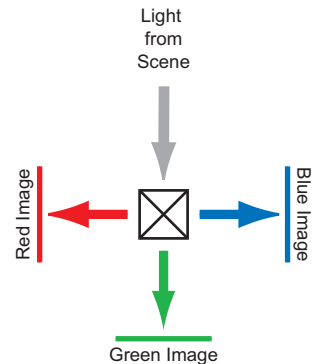 Light
from
Scene
Red Image
Blue Image
Green Image